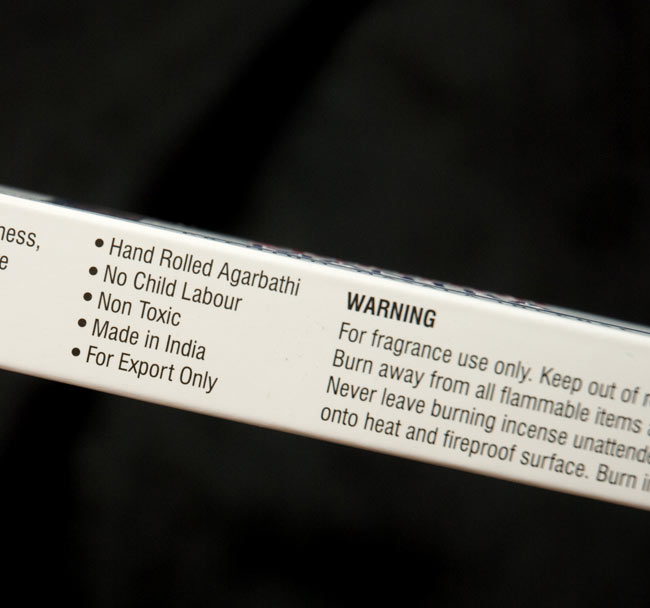 ness,
e
• Hand Rolled Agarbathi
• No Child Labour
• Non Toxic
• Made in India
• For Export Only
WARNING
For fragrance use only. Keep out of
Burn away from all flammable items
Never leave burning incense unattende
onto heat and fireproof surface. Burn